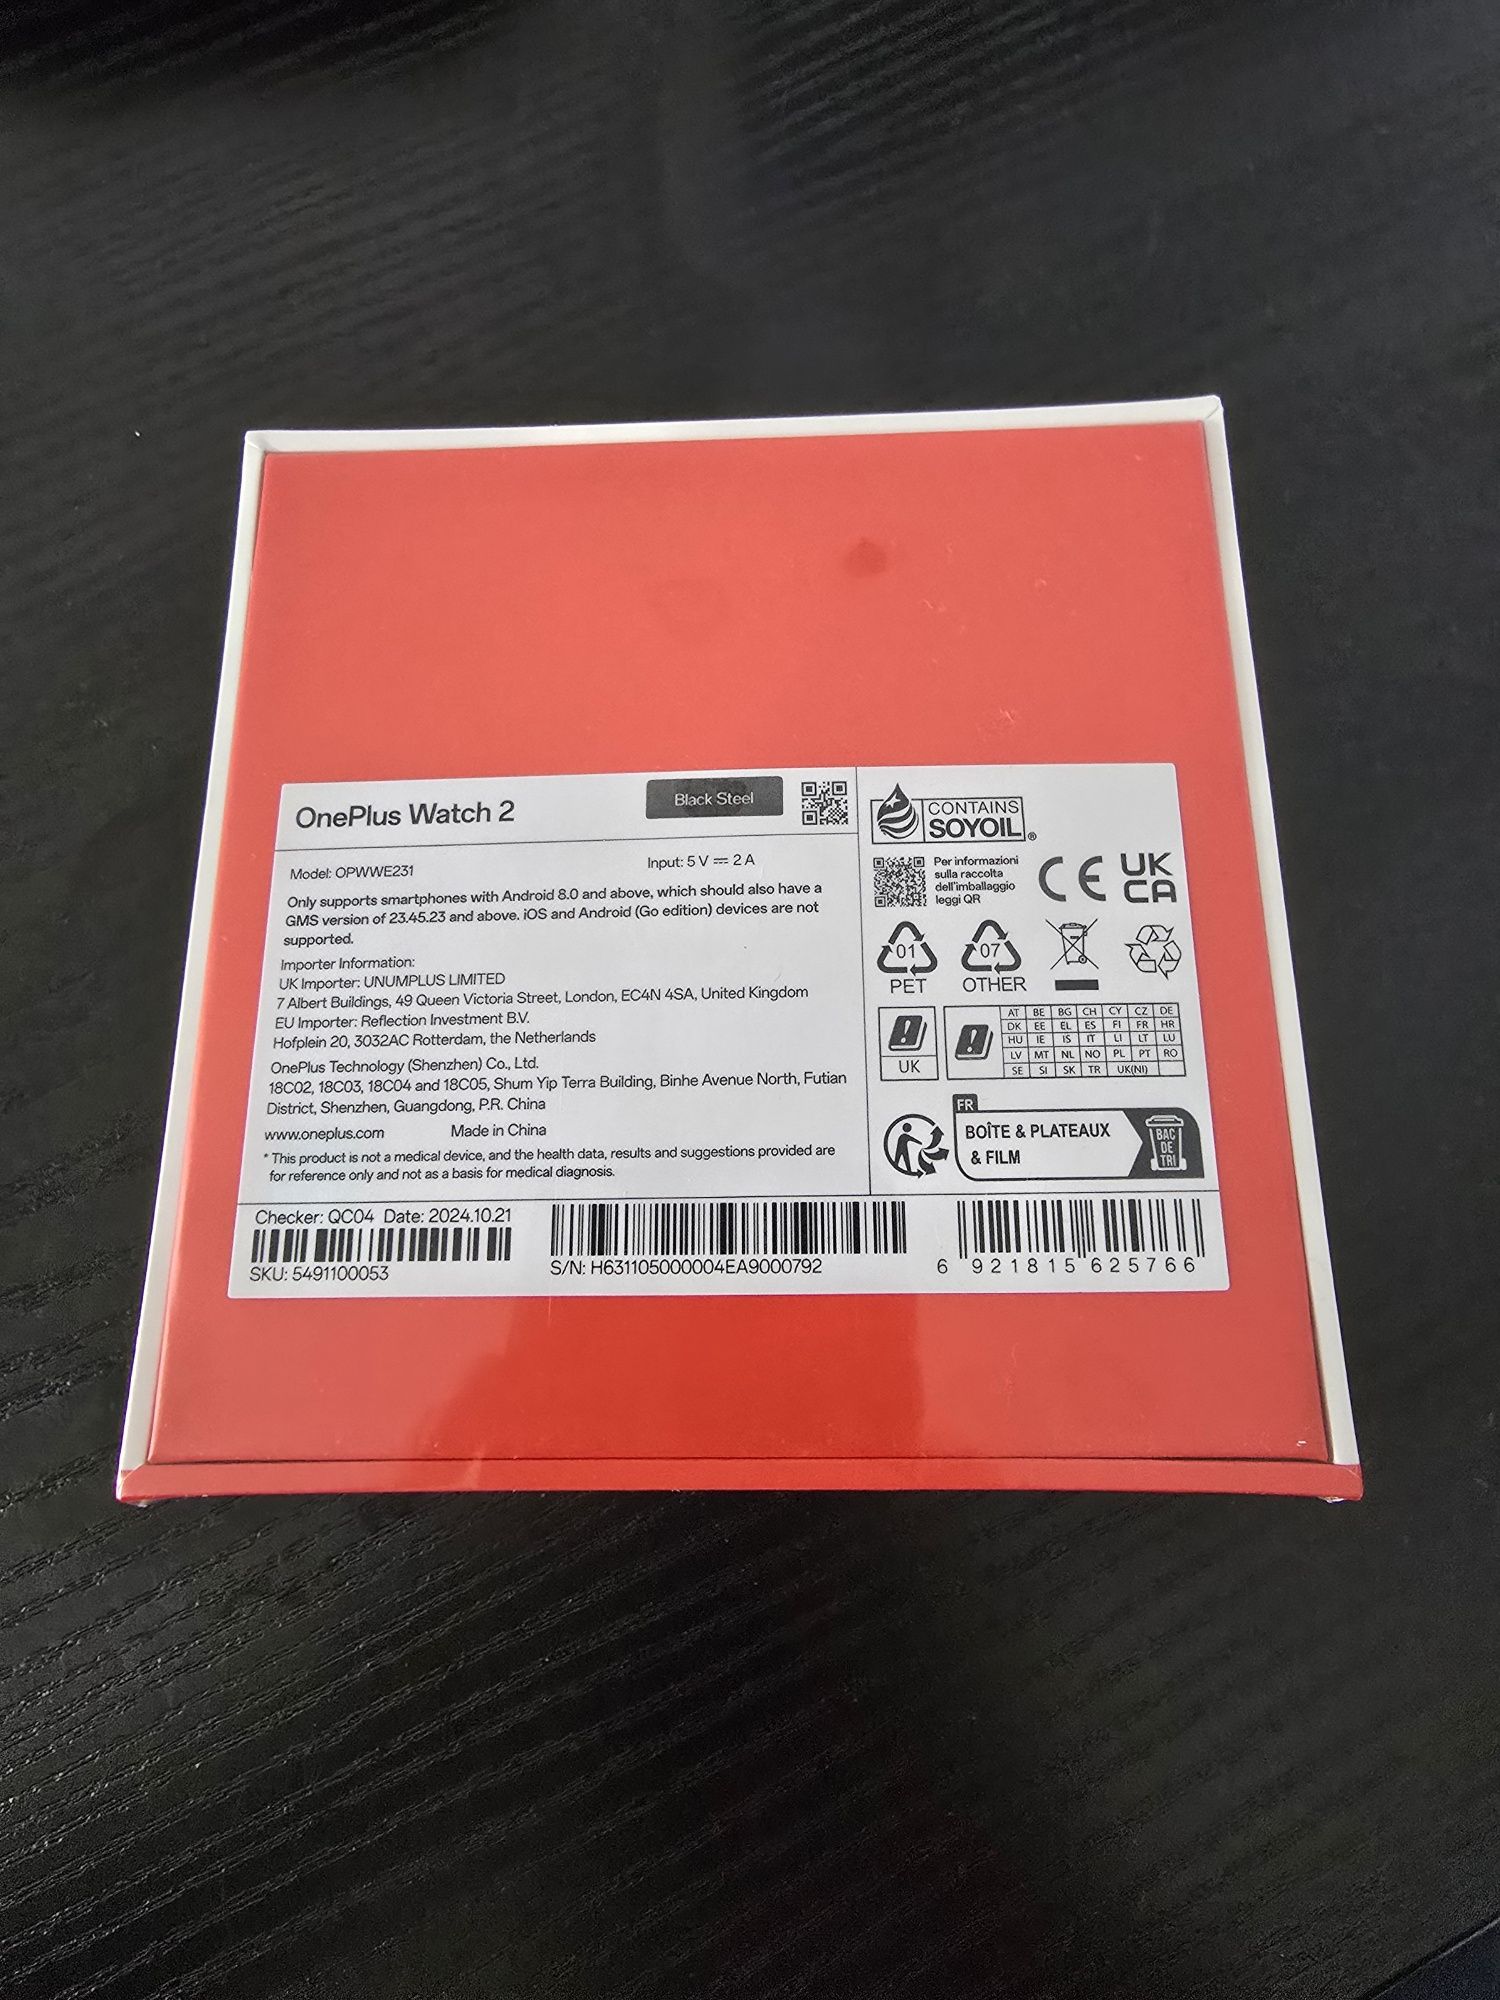 OnePlus Watch 2
Black Steel
Model: OPWWE231
Input: 5 V ⎓ 2 A
Only supports smartphones with Android 8.0 and above, which should also have a
GMS version of 23.45.23 and above. iOS and Android (Go edition) devices are not
supported.
Importer Information:
UK Importer: UNUMPLUS LIMITED
7 Albert Buildings, 49 Queen Victoria Street, London, EC4N 4SA, United Kingdom
EU Importer: Reflection Investment B.V.
Hofplein 20, 3032AC Rotterdam, the Netherlands
OnePlus Technology (Shenzhen) Co., Ltd.
18C02, 18C03, 18C04 and 18C05, Shum Yip Terra Building, Binhe Avenue North, Futian
District, Shenzhen, Guangdong, P.R. China
www.oneplus.com Made in China
* This product is not a medical device, and the health data, results and suggestions provided are
for reference only and not as a basis for medical diagnosis.
CONTAINS
SOYOIL®
Per informazioni
sulla raccolta
dell'imballaggio
leggi QR
CE
UK
CA
01
PET
07
OTHER
UK
AT BE BG CH CY CZ DE
DK EE EL ES FI FR HR
HU IE IS IT LI LT LU
LV MT NL NO PL PT RO
SE SI SK TR UK(NI)
FR
BOÎTE & PLATEAUX
& FILM
BAC
DE
TRI
Checker: QC04 Date: 2024.10.21
SKU: 5491100053
S/N: H631105000004EA9000792
6 921815 625766